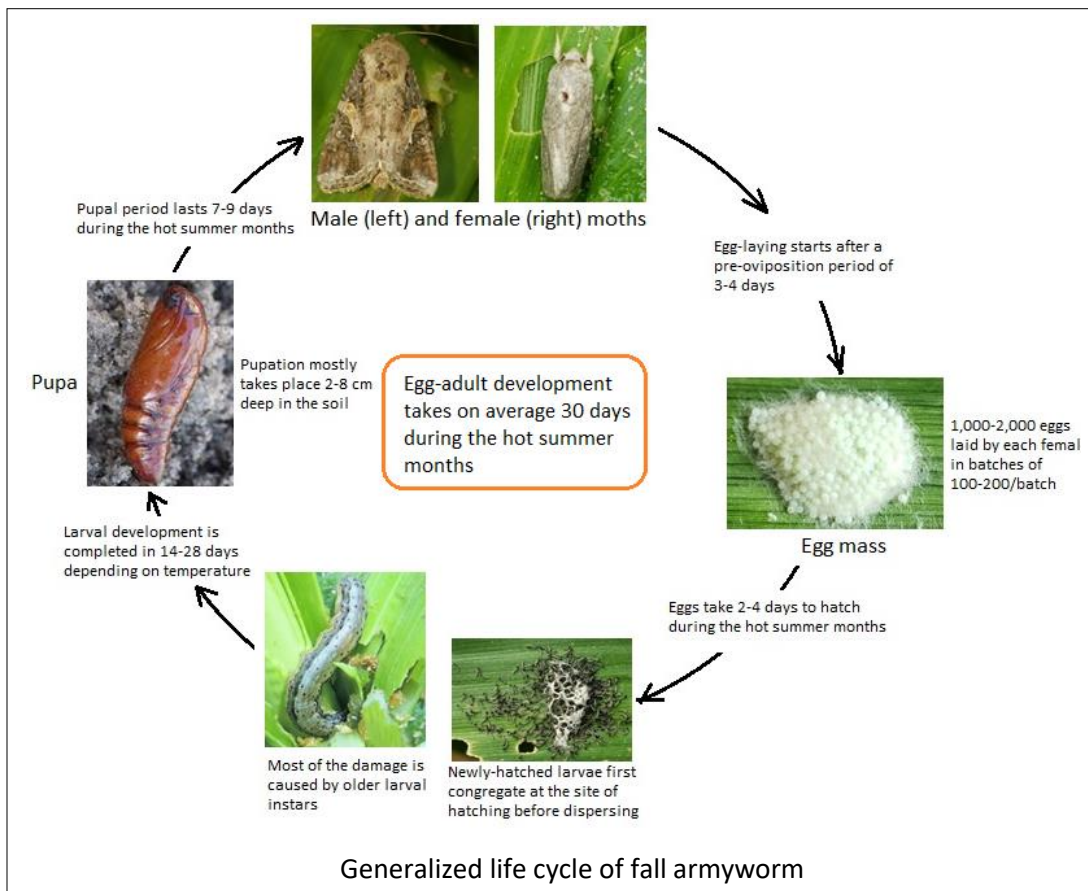 Male (left) and female (right) moths
Egg-laying starts after a
pre-oviposition period of
3-4 days
1,000-2,000 eggs
laid by each femal
in batches of
100-200/batch
Egg mass
Eggs take 2-4 days to hatch
during the hot summer months
Newly-hatched larvae first
congregate at the site of
hatching before dispersing
Most of the damage is
caused by older larval
instars
Larval development is
completed in 14-28 days
depending on temperature
Pupa
Pupation mostly
takes place 2-8 cm
deep in the soil
Pupal period lasts 7-9 days
during the hot summer months
Egg-adult development
takes on average 30 days
during the hot summer
months
Generalized life cycle of fall armyworm